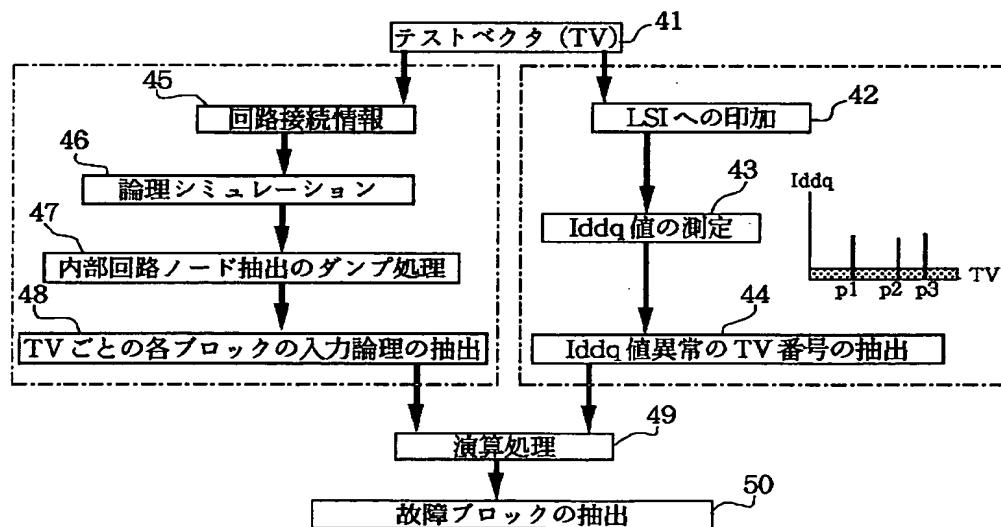 テストベクタ (TV)
41
45
回路接続情報
46
論理シミュレーション
47
内部回路ノード抽出のダンプ処理
48
TVごとの各ブロックの入力論理の抽出
42
LSIへの印加
43
Iddq値の測定
Iddq
TV
p1 p2 p3
44
Iddq値異常のTV番号の抽出
49
演算処理
50
故障ブロックの抽出